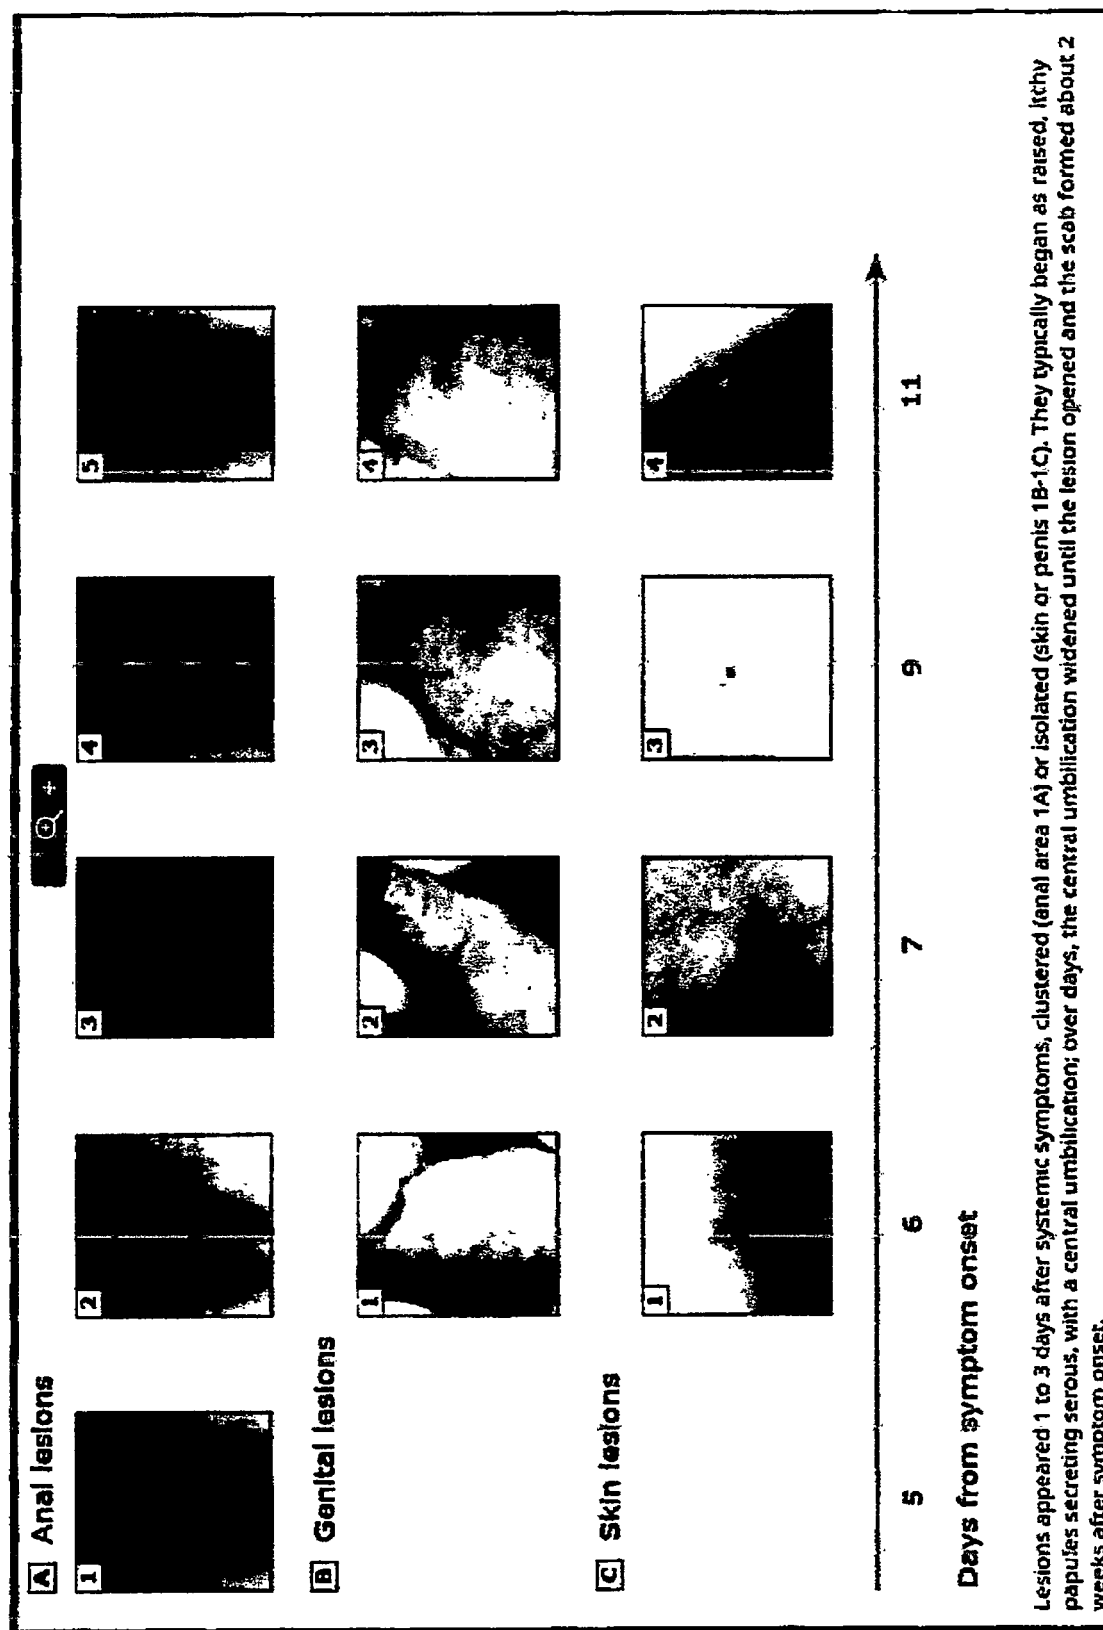 A Anal lesions
1
2
3
4
5
B Genital lesions
1
2
3
4
C Skin lesions
1
2
3
4
5 6 7 9 11
Days from symptom onset
Lesions appeared 1 to 3 days after systemic symptoms, clustered (anal area 1A) or isolated (skin or penis 1B-1C). They typically began as raised, itchy
papules secreting serous, with a central umbilication; over days, the central umbilication widened until the lesion opened and the scab formed about 2
weeks after symptom onset.